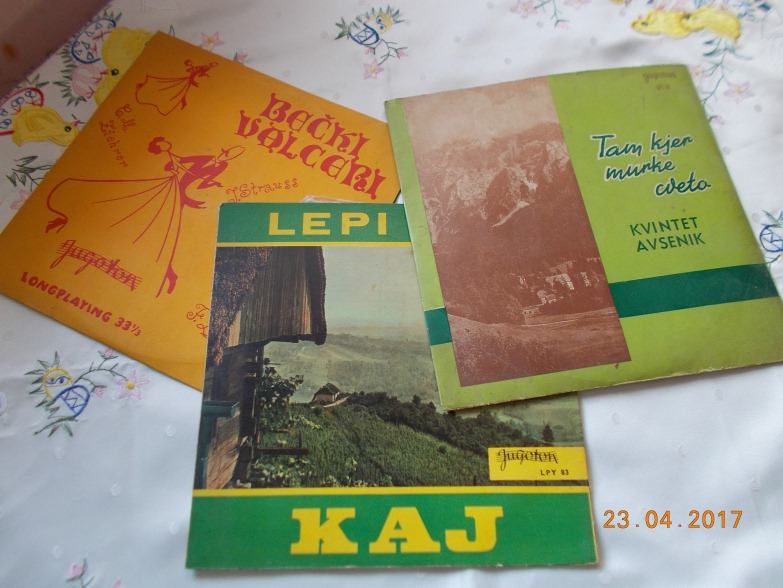 BEČKI
VALCERI
J. Strauss
Jugoton
LONGPLAYING 33⅓
LEPI
Jugoton
LPY 83
KAJ
Jugoton
Tam kjer
murke
cveto
KVINTET
AVSENIK
23.04.2017